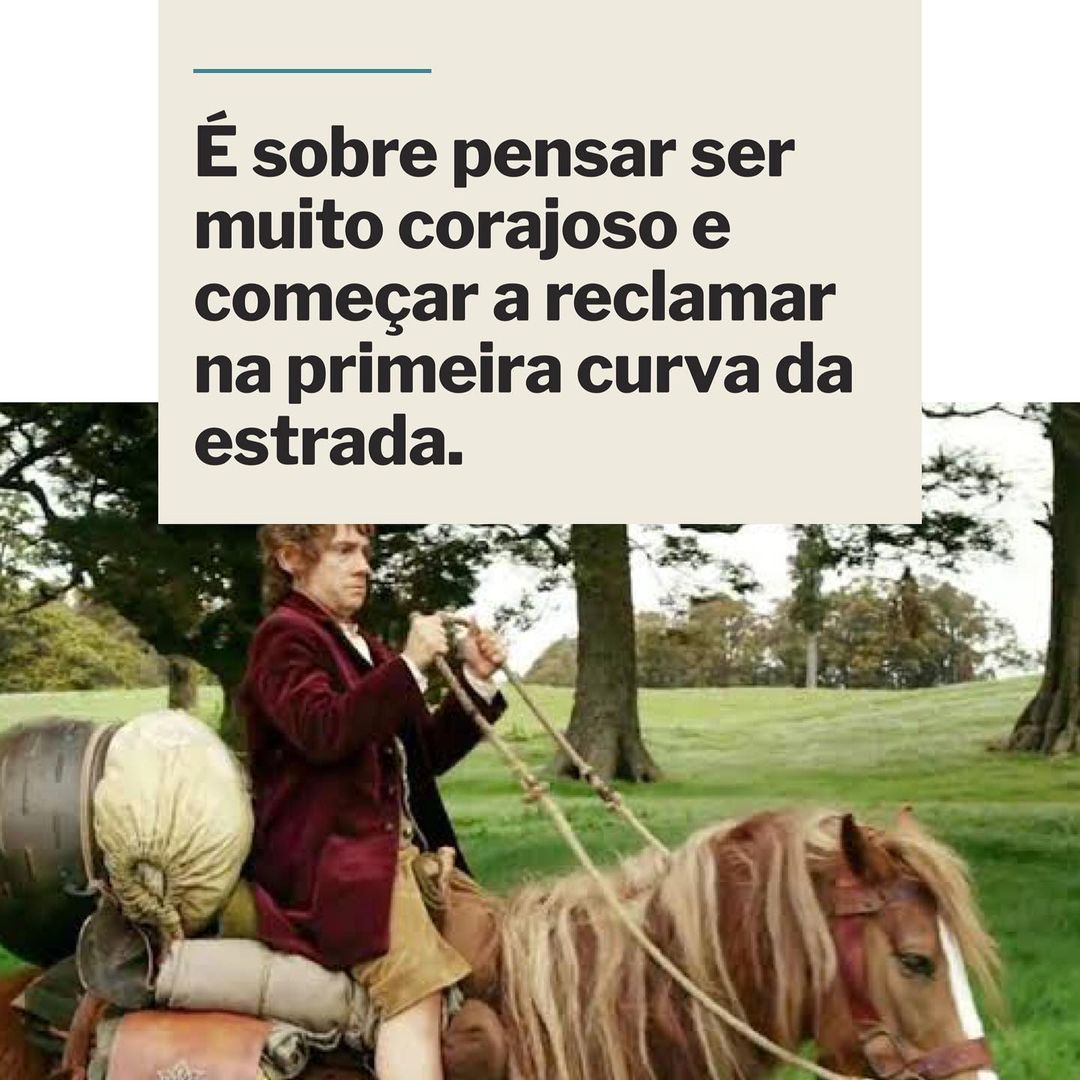 É sobre pensar ser
muito corajoso e
começar a reclamar
na primeira curva da
estrada.